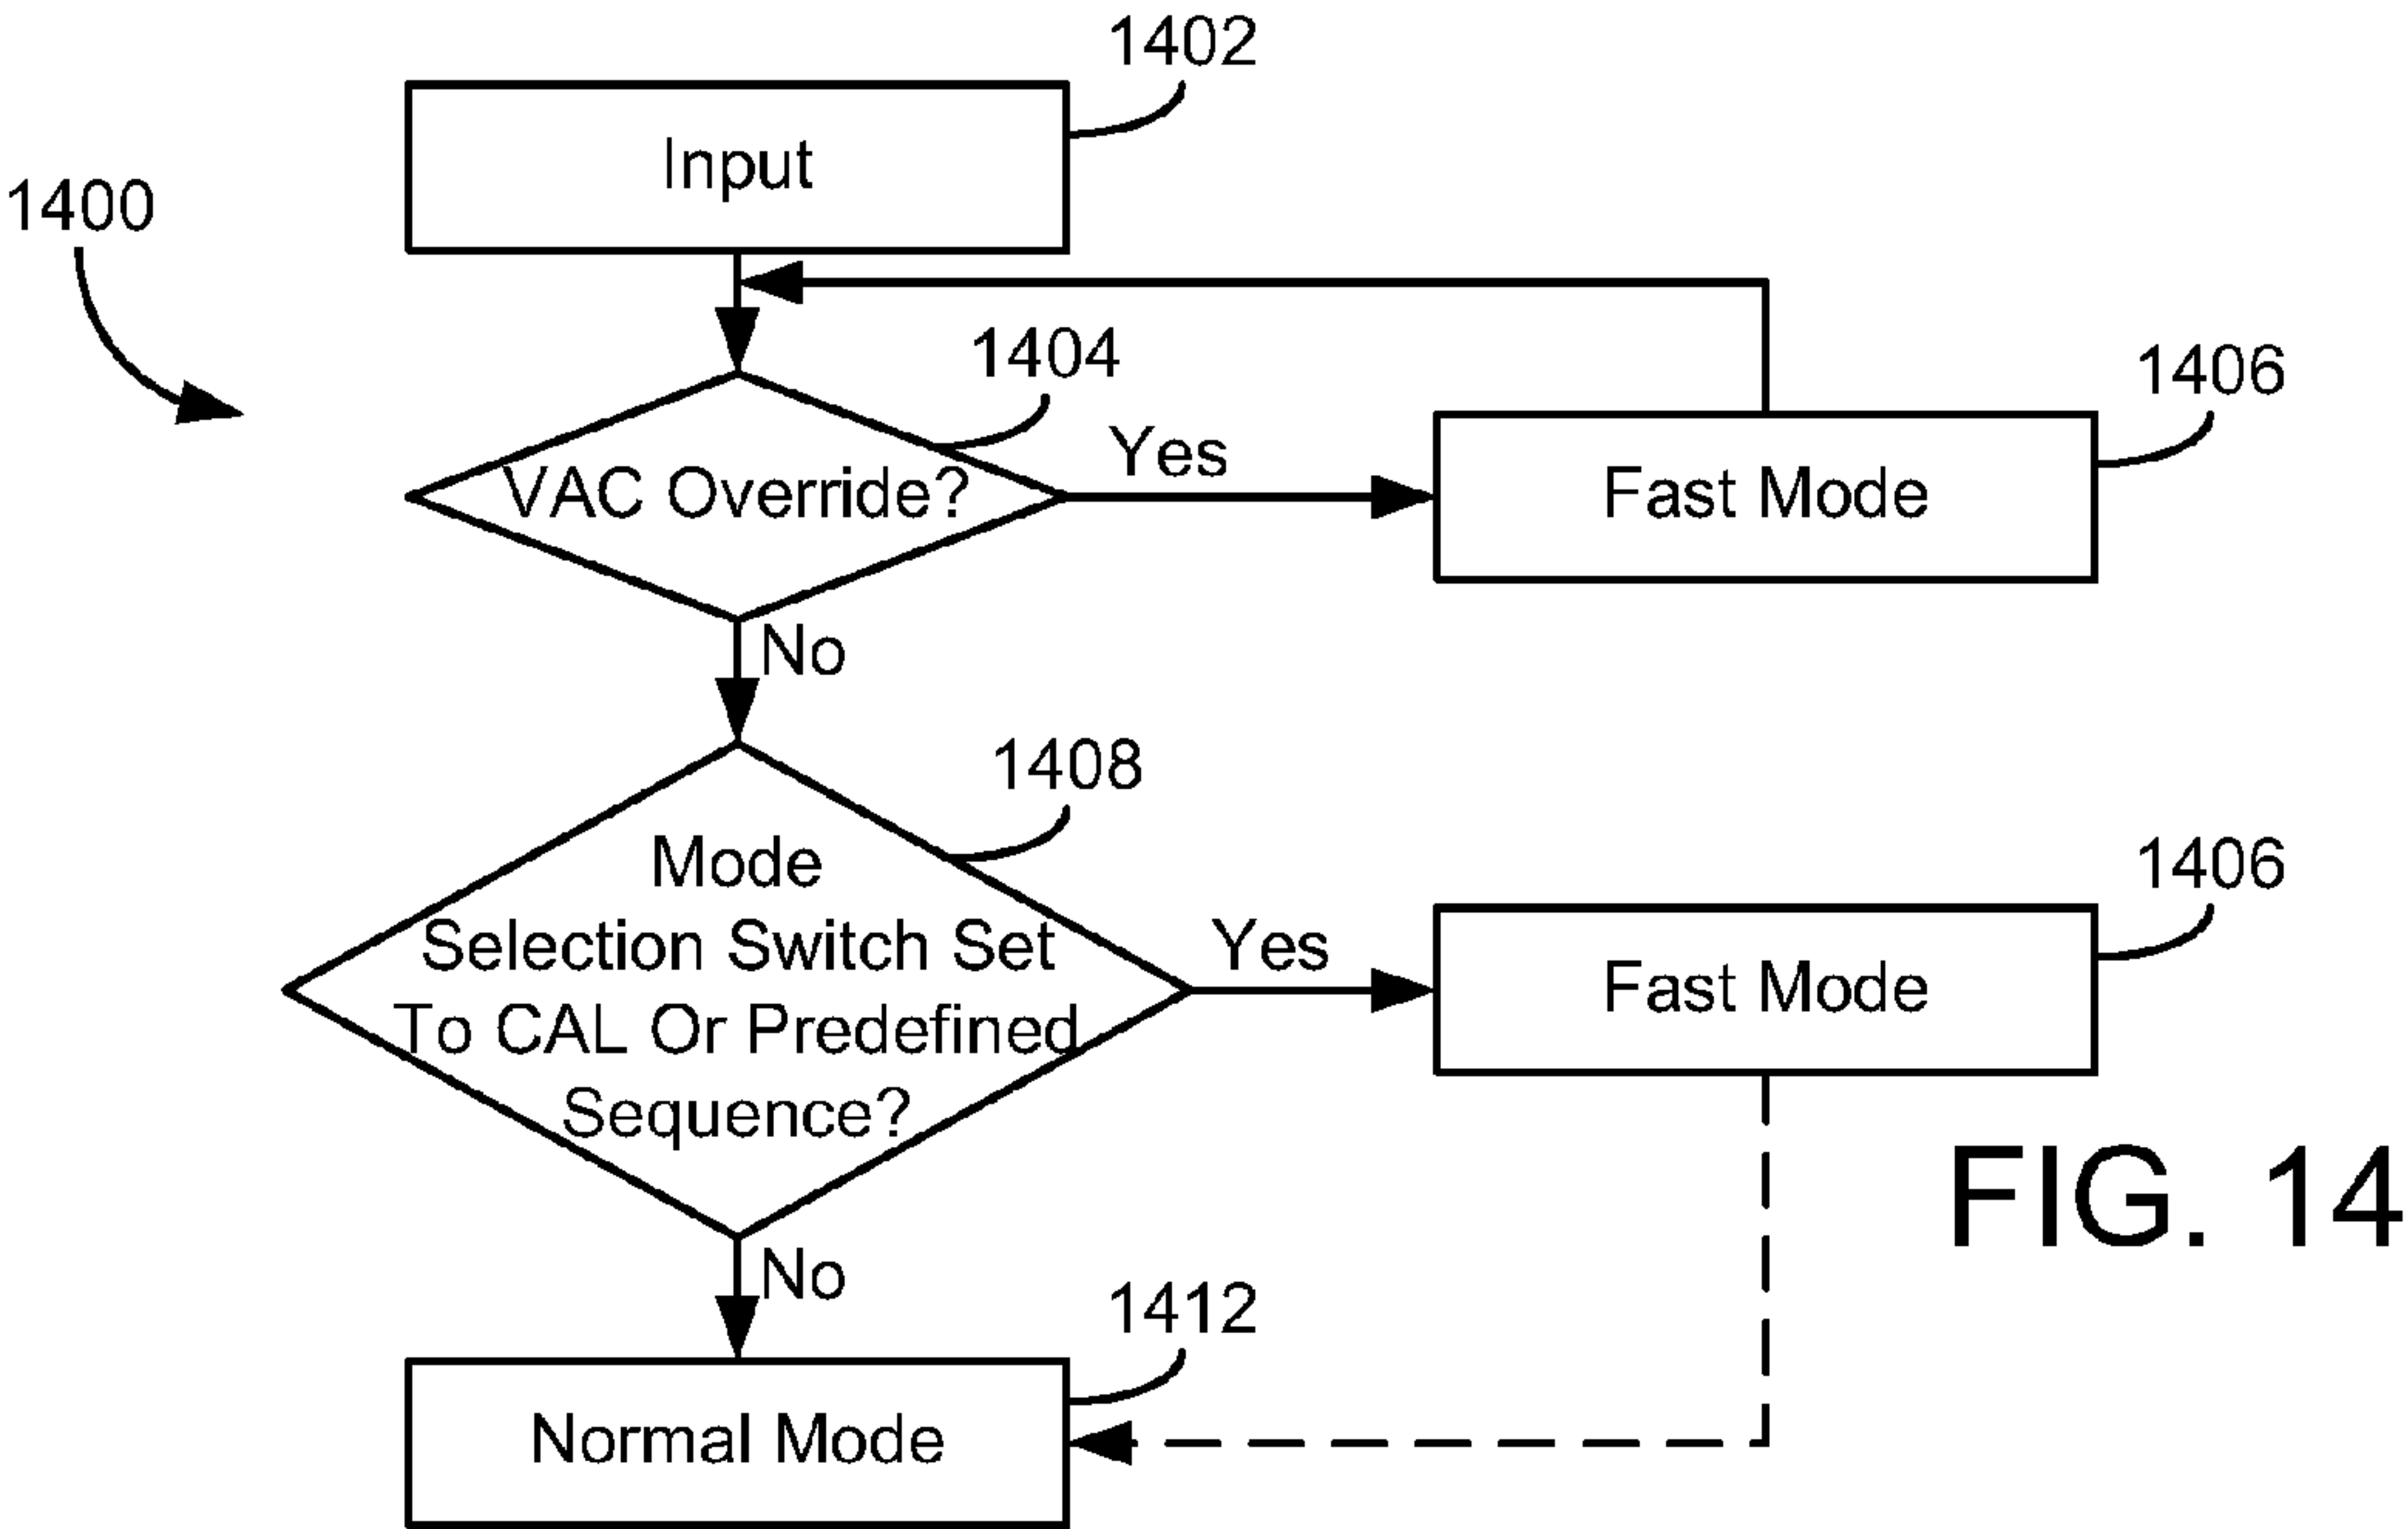 1402
Input
1400
1404
1406
VAC Override?
Yes
Fast Mode
No
1408
1406
Mode
Selection Switch Set
To CAL Or Predefined
Sequence?
Yes
Fast Mode
FIG. 14
No
1412
Normal Mode